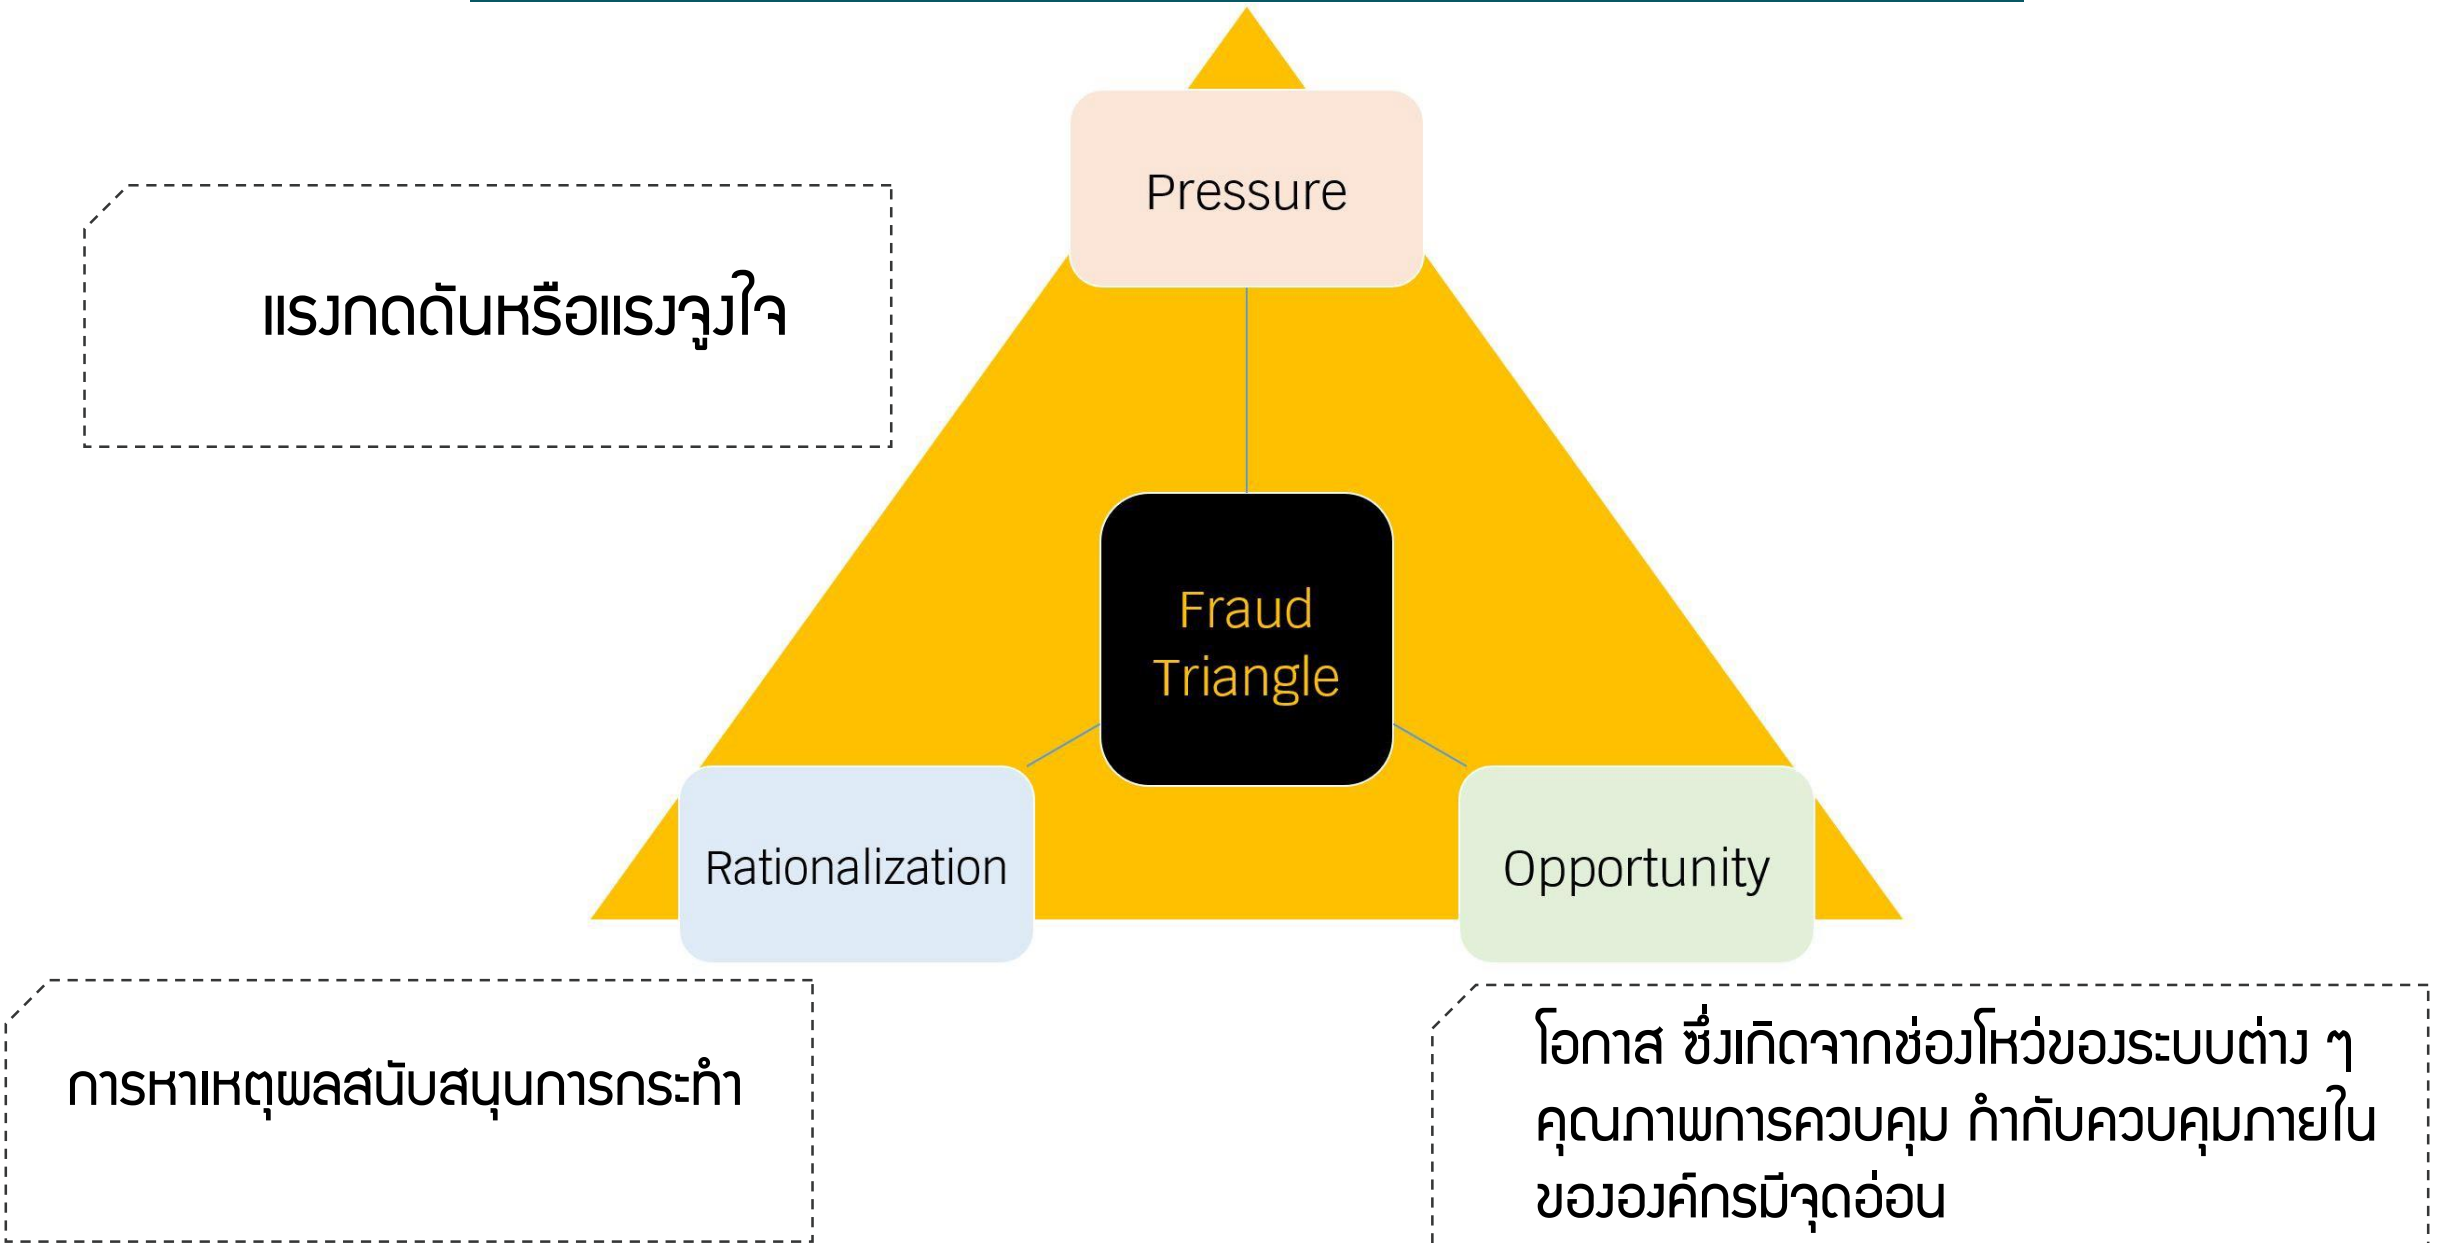 Pressure
แรงกดดันหรือแรงจูงใจ
Fraud
Triangle
Rationalization
Opportunity
การหาเหตุผลสนับสนุนการกระทำ
โอกาส ซึ่งเกิดจากช่องโหว่ของระบบต่าง ๆ
คุณภาพการควบคุม กำกับควบคุมภายใน
ขององค์กรมีจุดอ่อน